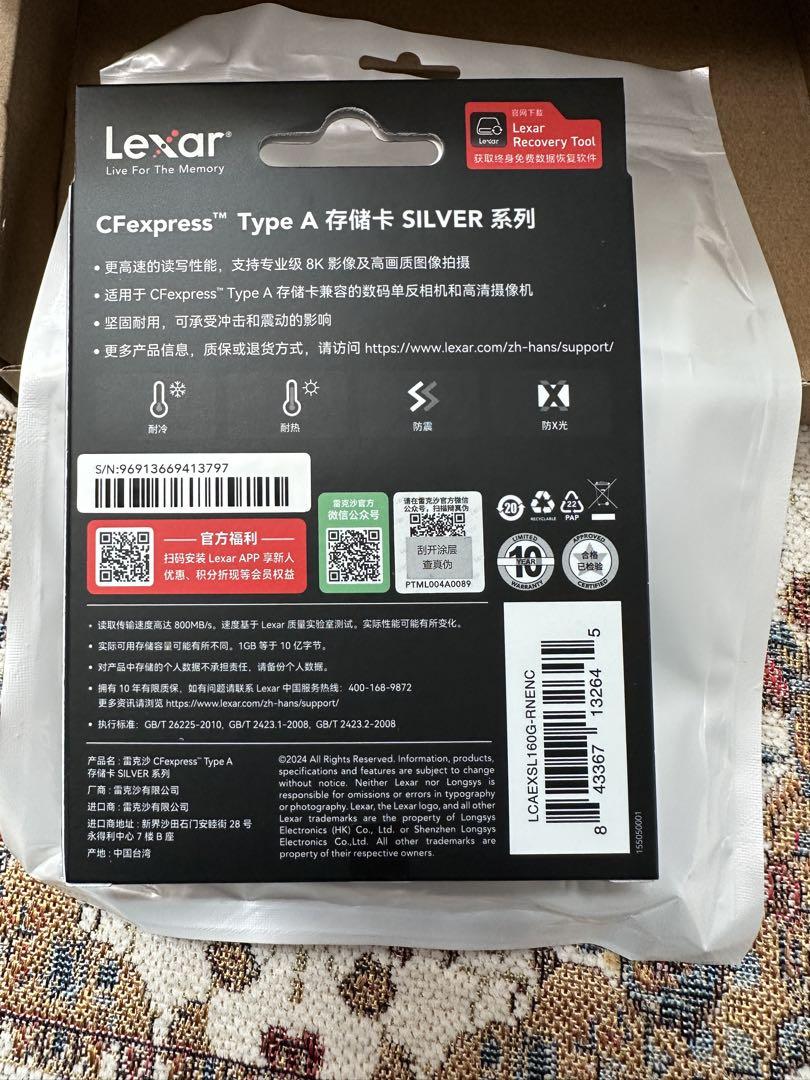 Lexar®
Live For The Memory
官网下载
Lexar
Recovery Tool
获取终身免费数据恢复软件
Lexar
CFexpress™ Type A 存储卡 SILVER 系列
• 更高速的读写性能，支持专业级 8K 影像及高画质图像拍摄
• 适用于 CFexpress™ Type A 存储卡兼容的数码单反相机和高清摄像机
• 坚固耐用，可承受冲击和震动的影响
• 更多产品信息，质保或退货方式，请访问 https://www.lexar.com/zh-hans/support/
耐冷
耐热
防震
防X光
S/N:96913669413797
官方福利
扫码安装 Lexar APP 享新人
优惠、积分折现等会员权益
雷克沙官方
微信公众号
请在雷克沙官方微信
公众号，扫描辩真伪
刮开涂层
查真伪
PTML004A0089
20
RECYCLABLE
22
PAP
LIMITED
10
YEAR
WARRANTY
APPROVED
合格
已检验
CERTIFIED
• 读取传输速度高达 800MB/s。速度基于 Lexar 质量实验室测试。实际性能可能有所变化。
• 实际可用存储容量可能有所不同。1GB 等于 10 亿字节。
• 对产品中存储的个人数据不承担责任，请备份个人数据。
• 拥有 10 年有限质保，如有问题请联系 Lexar 中国服务热线：400-168-9872
更多资讯请浏览 https://www.lexar.com/zh-hans/support/
• 执行标准：GB/T 26225-2010, GB/T 2423.1-2008, GB/T 2423.2-2008
产品名：雷克沙 CFexpress™ Type A
存储卡 SILVER 系列
厂商：雷克沙有限公司
进口商：雷克沙有限公司
进口商地址：新界沙田石门安睦街 28 号
永得利中心 7 楼 B 座
产地：中国台湾
©2024 All Rights Reserved. Information, products,
specifications and features are subject to change
without notice. Neither Lexar nor Longsys is
responsible for omissions or errors in typography
or photography. Lexar, the Lexar logo, and all other
Lexar trademarks are the property of Longsys
Electronics (HK) Co., Ltd. or Shenzhen Longsys
Electronics Co.,Ltd. All other trademarks are
property of their respective owners.
LCAEXSL160G-RNENC
8 43367 13264 5
155050001